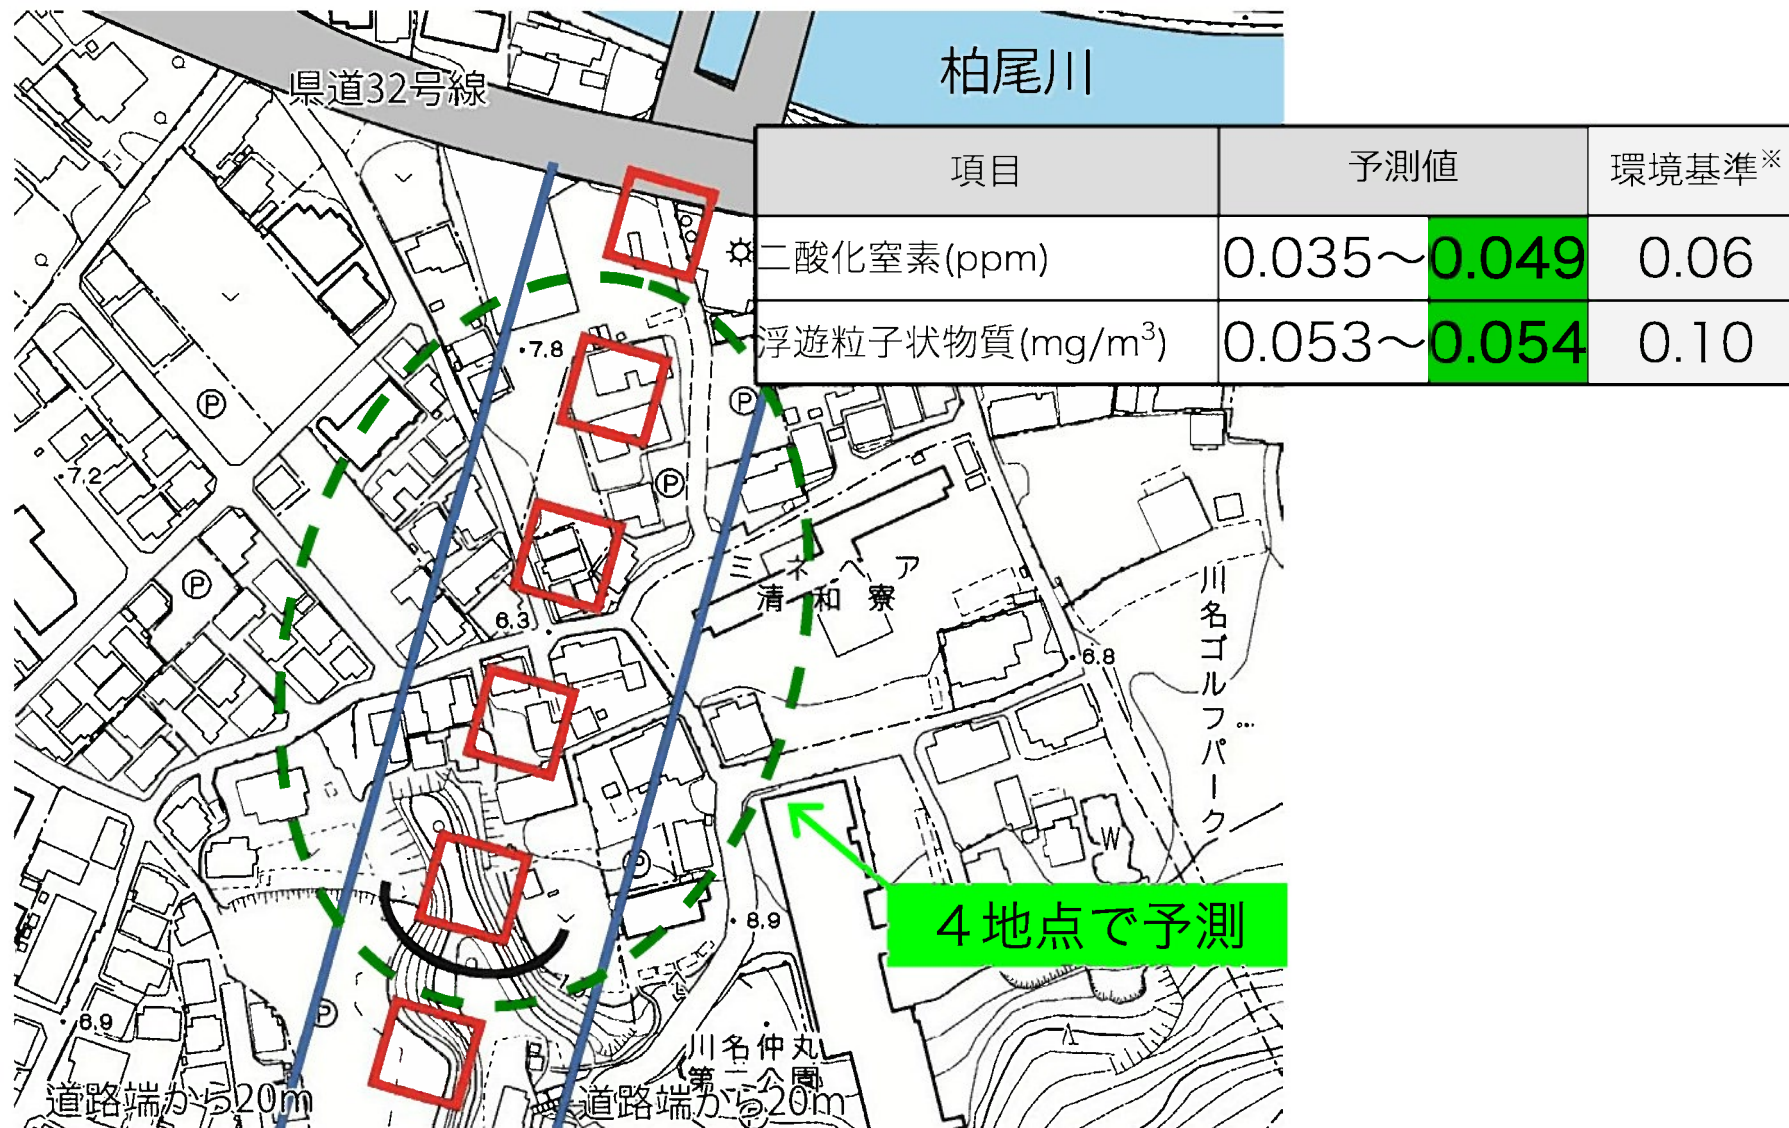 柏尾川
県道32号線
項目 予測値 環境基準※
二酸化窒素(ppm) 0.035～0.049 0.06
浮遊粒子状物質(mg/m³) 0.053～0.054 0.10
7.8
P
P
7.2
P
P
ミネヘア
清和寮
川名ゴルフパーク
6.3
6.8
W
P
8.9
4地点で予測
P
8.9
川名仲丸
第一公園
道路端から20m
道路端から20m